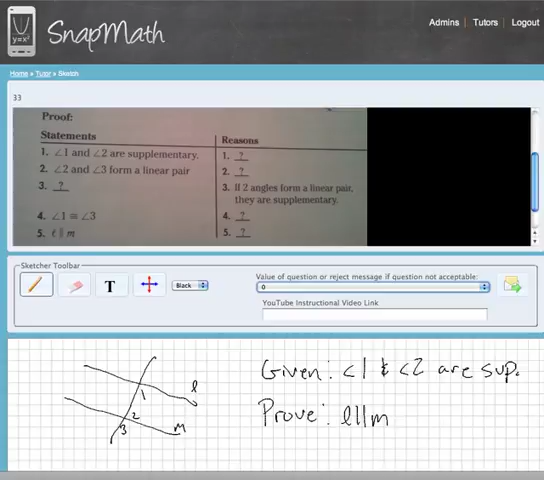 y=x²
SnapMath
Admins | Tutors | Logout
Home » Tutor » Sketch
33
Proof:
Statements Reasons
1. ∠1 and ∠2 are supplementary. 1. ?
2. ∠2 and ∠3 form a linear pair 2. ?
3. ? 3. If 2 angles form a linear pair,
they are supplementary.
4. ∠1 ≅ ∠3 4. ?
5. ℓ ∥ m 5. ?
Sketcher Toolbar
T
Black
Value of question or reject message if question not acceptable:
0
YouTube Instructional Video Link
Given: <1 & <2 are sup.
Prove: l||m
l
1
2
3
m